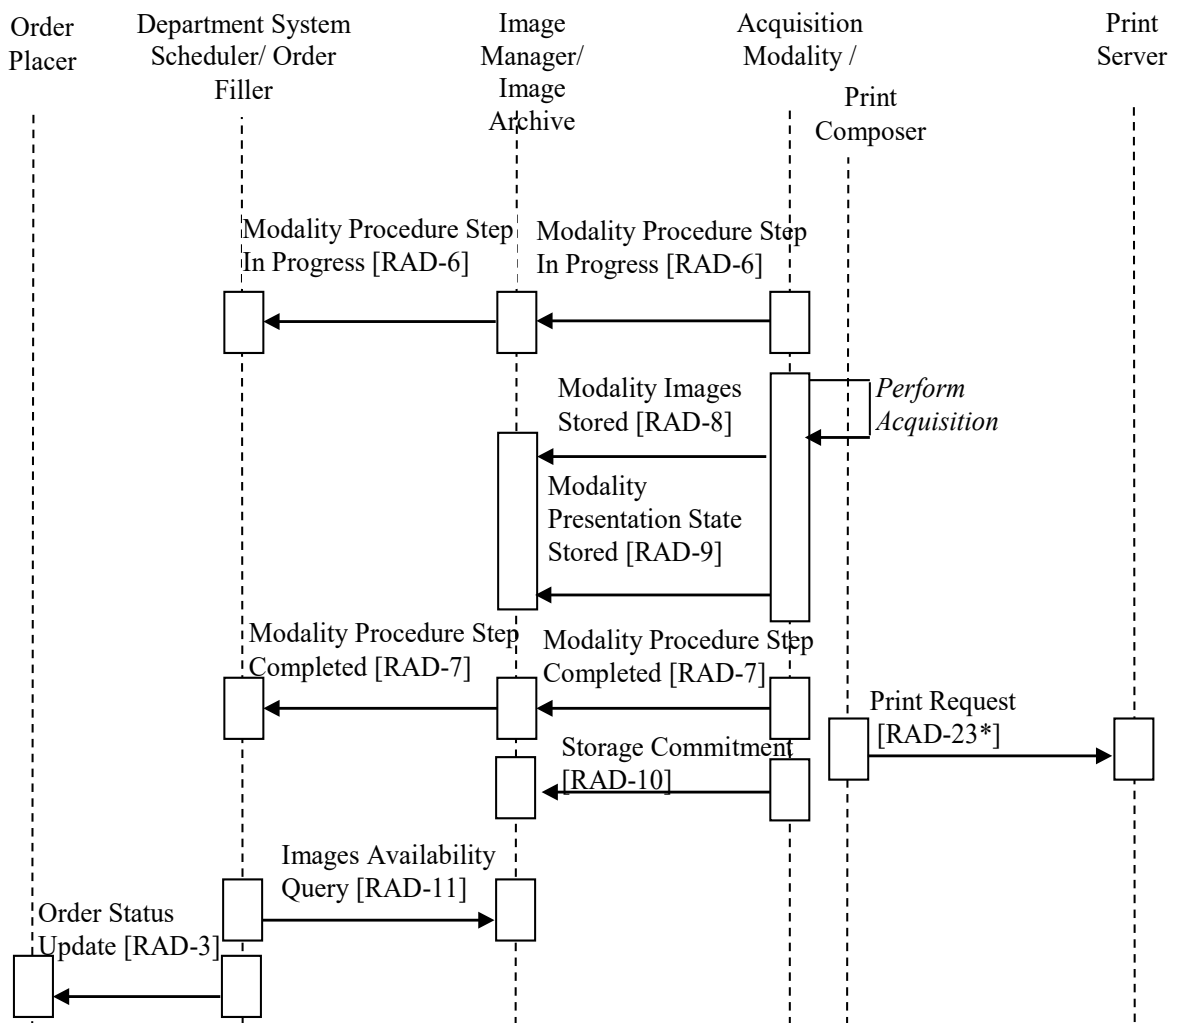 Order
Placer
Department System
Scheduler/ Order
Filler
Image
Manager/
Image
Archive
Acquisition
Modality /
Print
Composer
Print
Server
Modality Procedure Step
In Progress [RAD-6]
Modality Procedure Step
In Progress [RAD-6]
Modality Images
Stored [RAD-8]
Perform
Acquisition
Modality
Presentation State
Stored [RAD-9]
Modality Procedure Step
Completed [RAD-7]
Modality Procedure Step
Completed [RAD-7]
Print Request
[RAD-23*]
Storage Commitment
[RAD-10]
Images Availability
Query [RAD-11]
Order Status
Update [RAD-3]